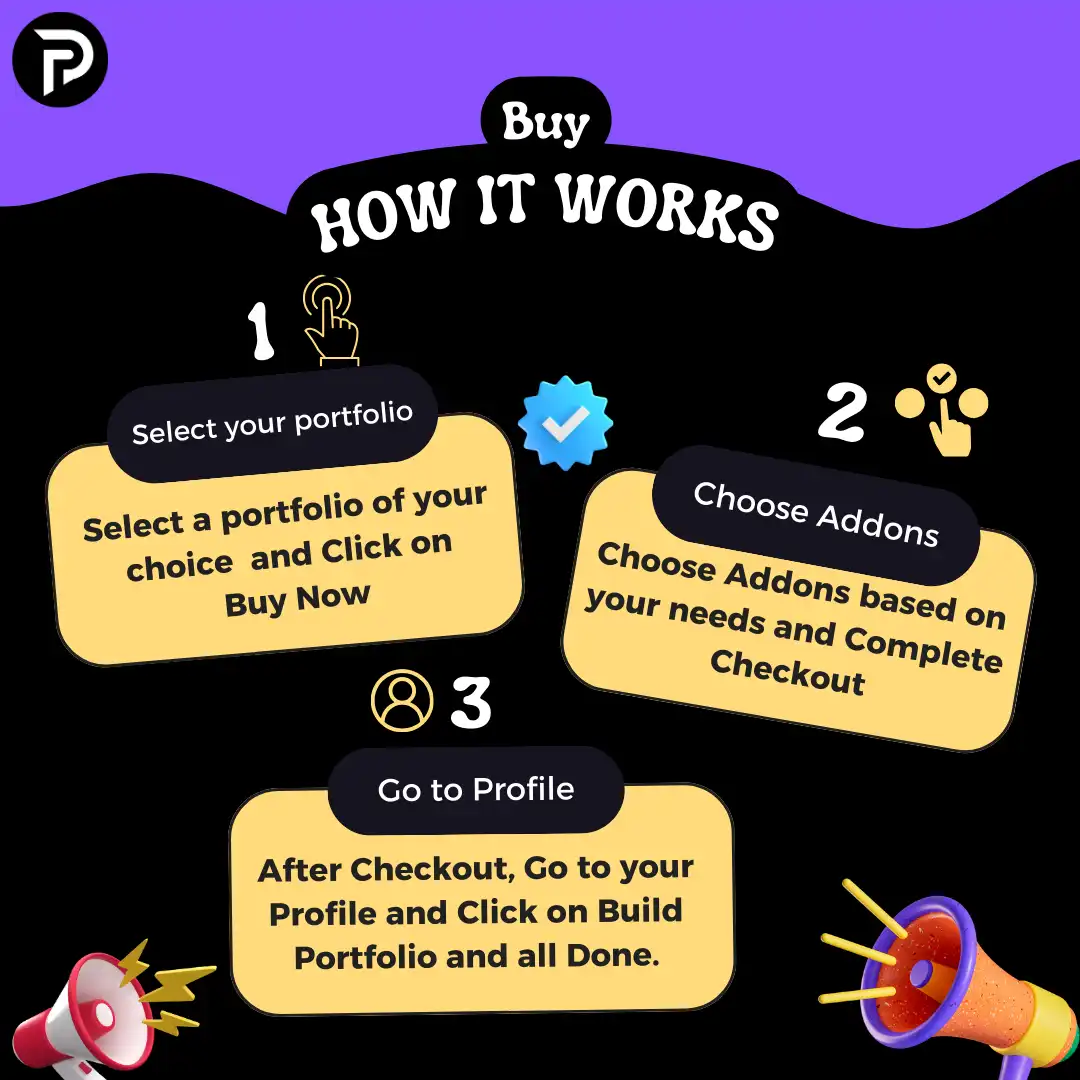 Buy
HOW IT WORKS
1
Select your portfolio
Select a portfolio of your
choice and Click on
Buy Now
2
Choose Addons
Choose Addons based on
your needs and Complete
Checkout
3
Go to Profile
After Checkout, Go to your
Profile and Click on Build
Portfolio and all Done.